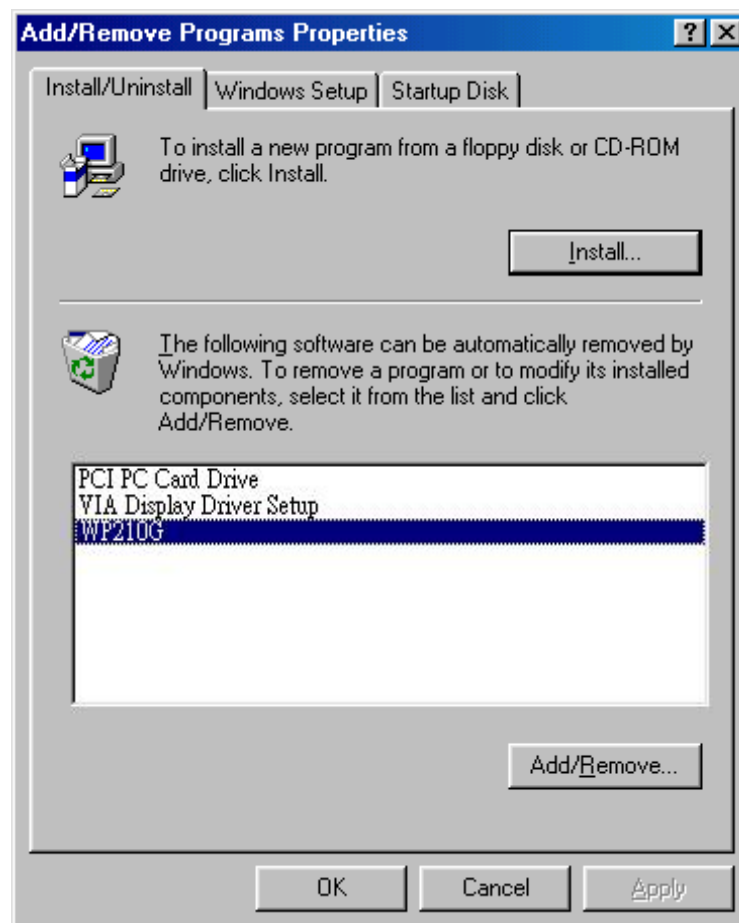 Add/Remove Programs Properties
Install/Uninstall
Windows Setup
Startup Disk
To install a new program from a floppy disk or CD-ROM
drive, click Install.
Install...
The following software can be automatically removed by
Windows. To remove a program or to modify its installed
components, select it from the list and click
Add/Remove.
PCI PC Card Drive
VIA Display Driver Setup
WP210G
Add/Remove...
OK
Cancel
Apply